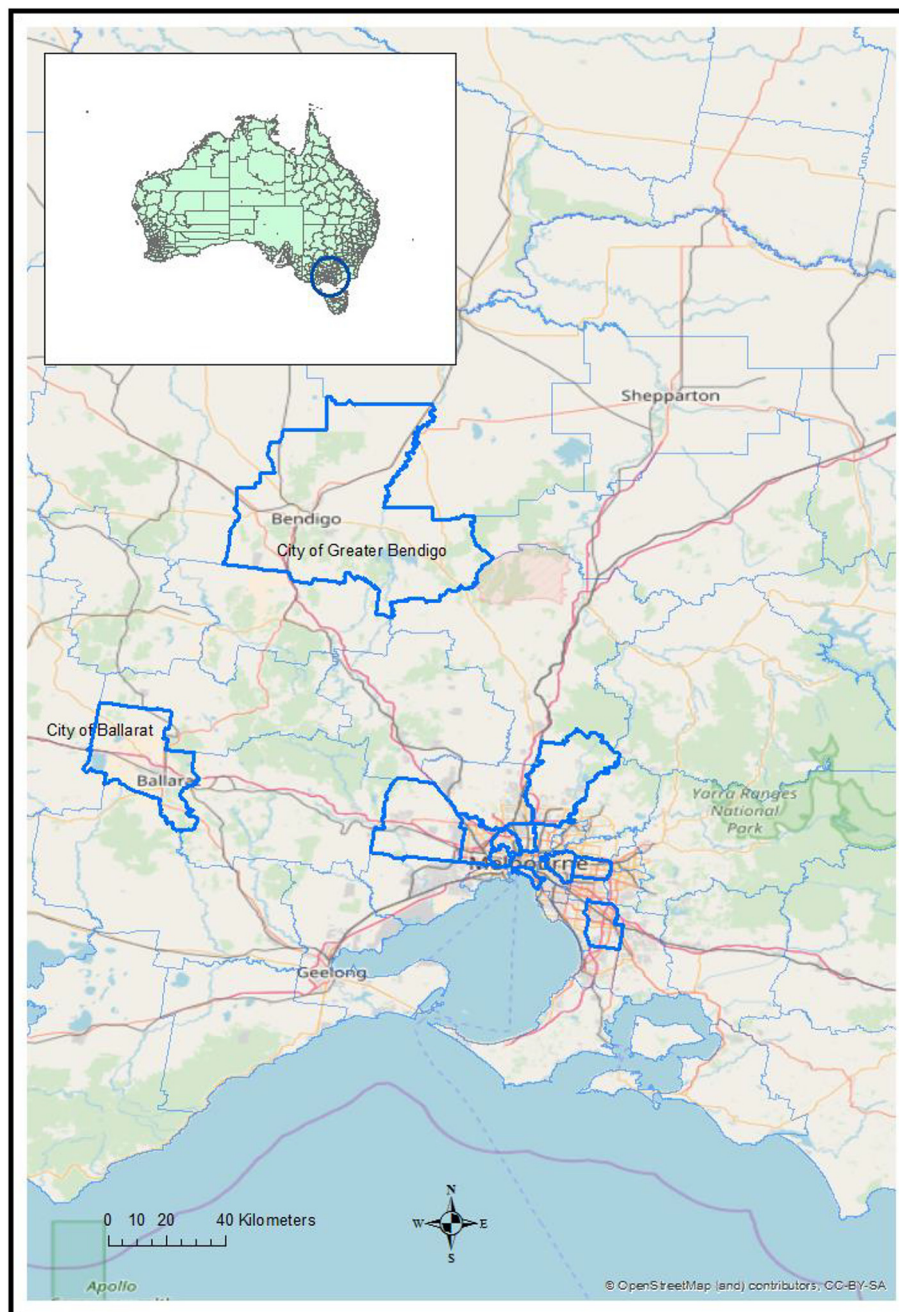 Shepparton
Bendigo
City of Greater Bendigo
City of Ballarat
Ballarat
Yarra Ranges
National
Park
Melbourne
Geelong
N
W E
S
0 10 20 40 Kilometers
Apollo
© OpenStreetMap (and) contributors, CC-BY-SA